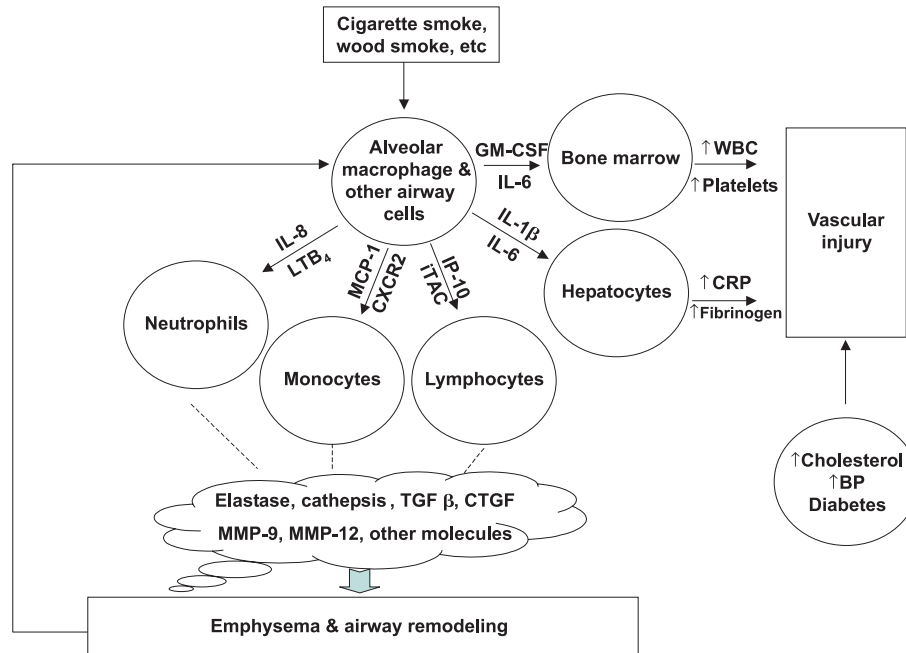 Cigarette smoke,
wood smoke, etc
Alveolar
macrophage &
other airway
cells
GM-CSF
IL-6
Bone marrow
↑WBC
↑Platelets
Vascular
injury
IL-1β
IL-6
Hepatocytes
↑CRP
↑Fibrinogen
IL-8
LTB₄
MCP-1
CXCR2
IP-10
iTAC
Neutrophils
Monocytes
Lymphocytes
↑Cholesterol
↑BP
Diabetes
Elastase, cathepsis, TGF β, CTGF
MMP-9, MMP-12, other molecules
Emphysema & airway remodeling